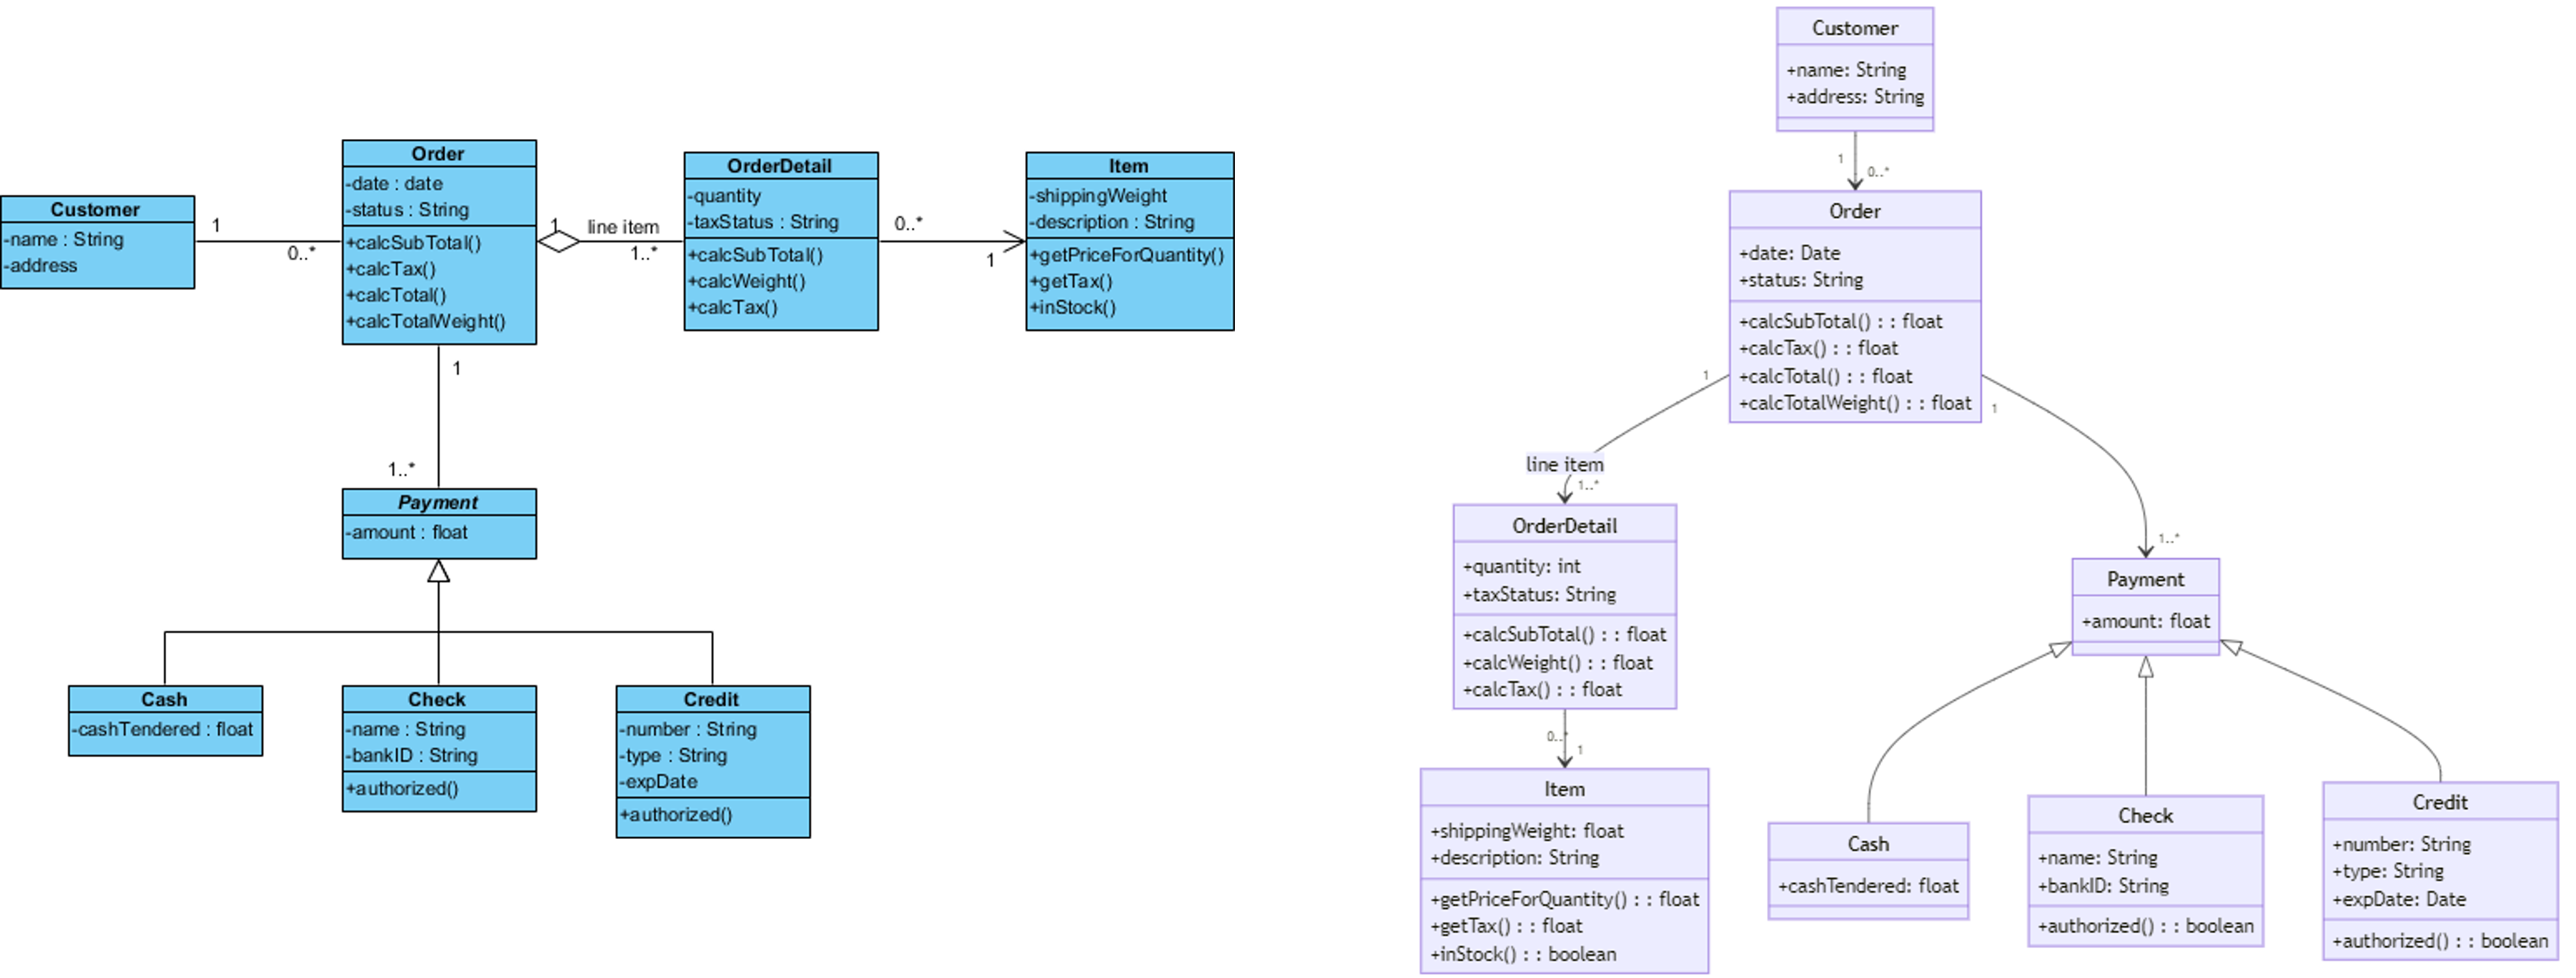 Customer
-name : String
-address
1
0..*
Order
-date : date
-status : String
+calcSubTotal()
+calcTax()
+calcTotal()
+calcTotalWeight()
1
line item
1..*
OrderDetail
-quantity
-taxStatus : String
+calcSubTotal()
+calcWeight()
+calcTax()
0..*
1
Item
-shippingWeight
-description : String
+getPriceForQuantity()
+getTax()
+inStock()
1
1..*
Payment
-amount : float
Cash
-cashTendered : float
Check
-name : String
-bankID : String
+authorized()
Credit
-number : String
-type : String
-expDate
+authorized()
Customer
+name: String
+address: String
1
0..*
Order
+date: Date
+status: String
+calcSubTotal() : : float
+calcTax() : : float
+calcTotal() : : float
+calcTotalWeight() : : float
1
1
line item
1..*
OrderDetail
+quantity: int
+taxStatus: String
+calcSubTotal() : : float
+calcWeight() : : float
+calcTax() : : float
0..*
1
Item
+shippingWeight: float
+description: String
+getPriceForQuantity() : : float
+getTax() : : float
+inStock() : : boolean
1..*
Payment
+amount: float
Cash
+cashTendered: float
Check
+name: String
+bankID: String
+authorized() : : boolean
Credit
+number: String
+type: String
+expDate: Date
+authorized() : : boolean